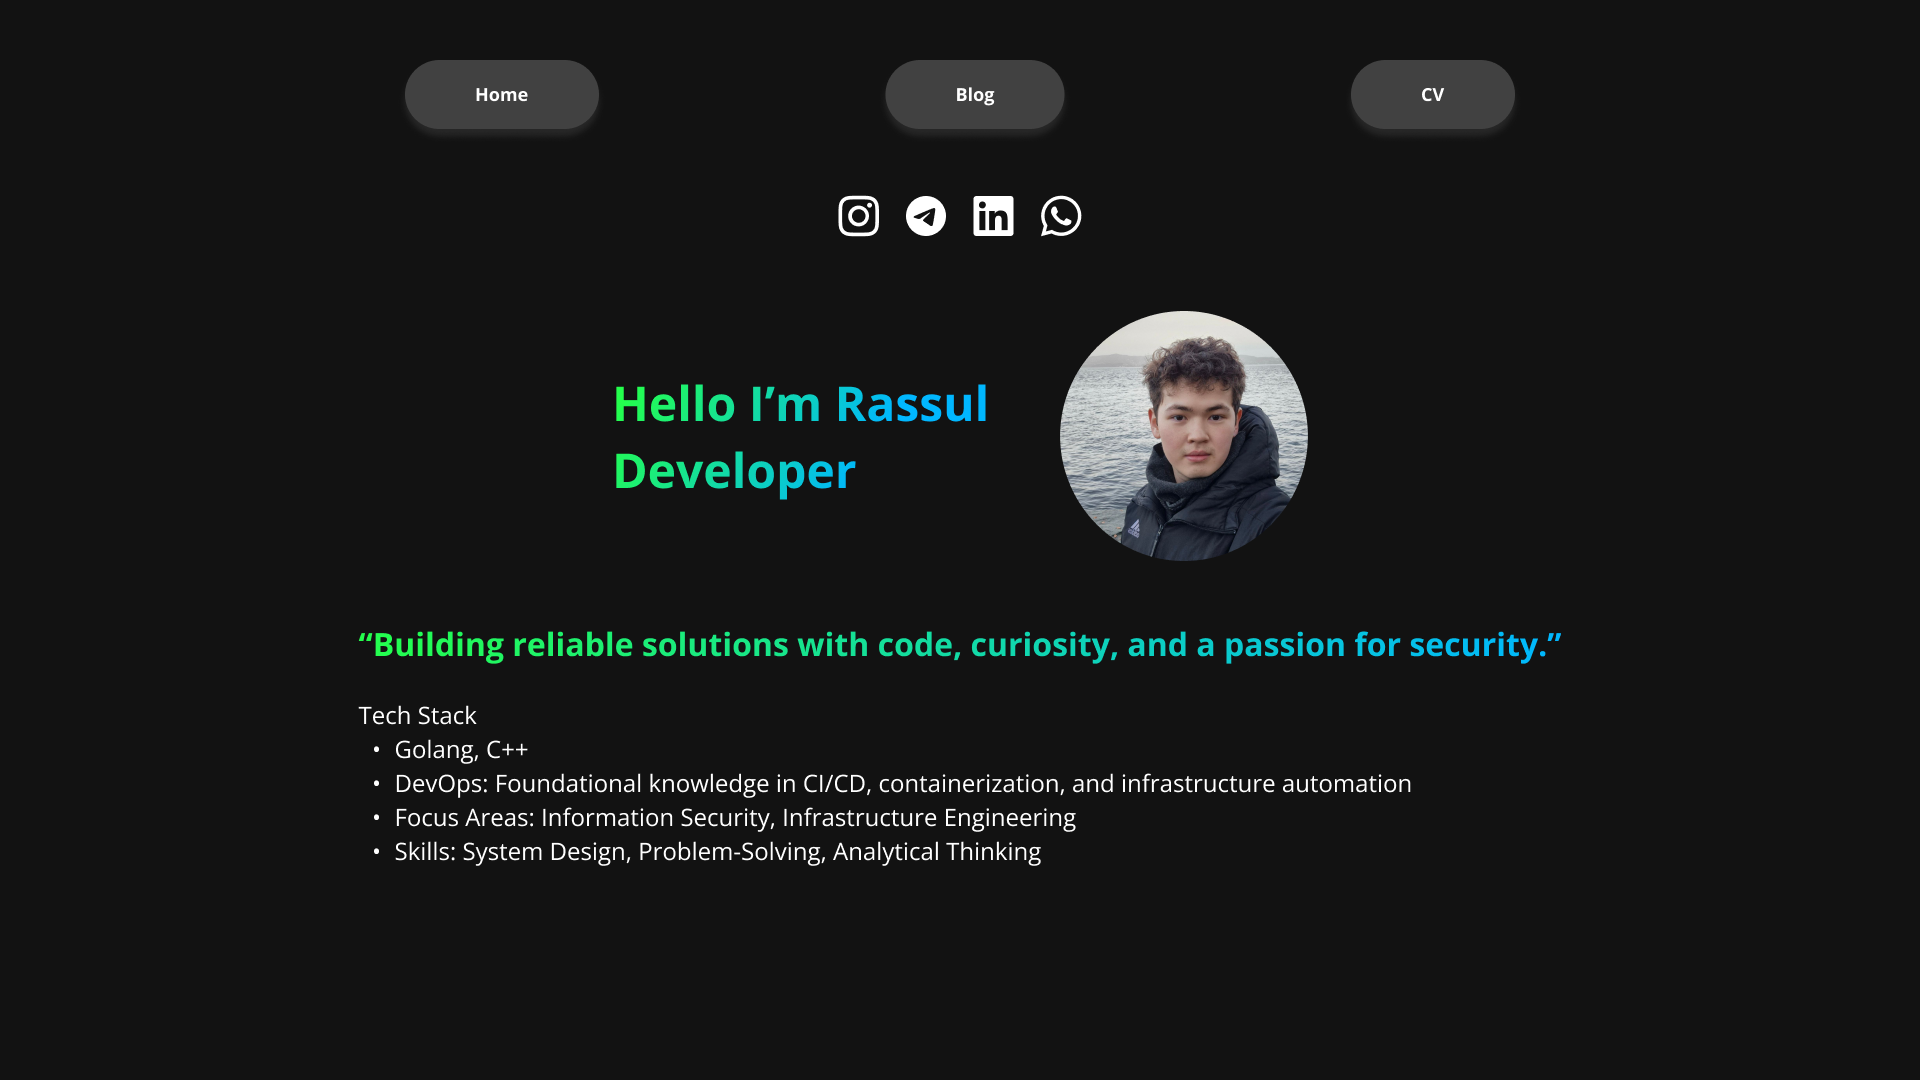 Home
Blog
CV
Hello I’m Rassul
Developer
“Building reliable solutions with code, curiosity, and a passion for security.”
Tech Stack
• Golang, C++
• DevOps: Foundational knowledge in CI/CD, containerization, and infrastructure automation
• Focus Areas: Information Security, Infrastructure Engineering
• Skills: System Design, Problem-Solving, Analytical Thinking